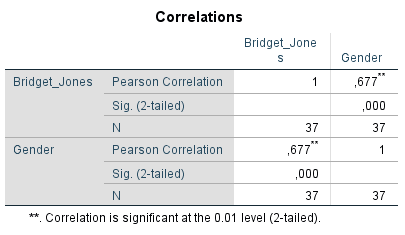 Correlations
Bridget_Jone
s Gender
Bridget_Jones Pearson Correlation 1 ,677**
Sig. (2-tailed) ,000
N 37 37
Gender Pearson Correlation ,677** 1
Sig. (2-tailed) ,000
N 37 37
**. Correlation is significant at the 0.01 level (2-tailed).